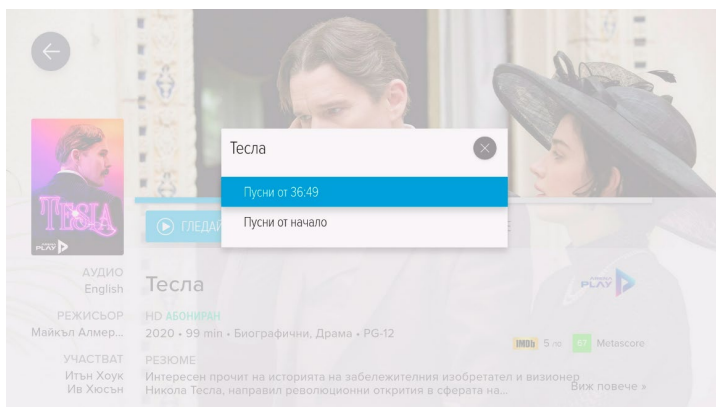 Тесла
Пусни от 36:49
Пусни от начало
TESLA
PLAY
ГЛЕДАЙ
АУДИО
English
РЕЖИСЬОР
Майкъл Алмер...
УЧАСТВАТ
Итън Хоук
Ив Хюсън
Тесла
PLAY
HD АБОНИРАН
2020 • 99 min • Биографични, Драма • PG-12
IMDb 5 /10 67 Metascore
РЕЗЮМЕ
Интересен прочит на историята на забележителния изобретател и визионер
Никола Тесла, направил революционни открития в сферата на...
Виж повече »